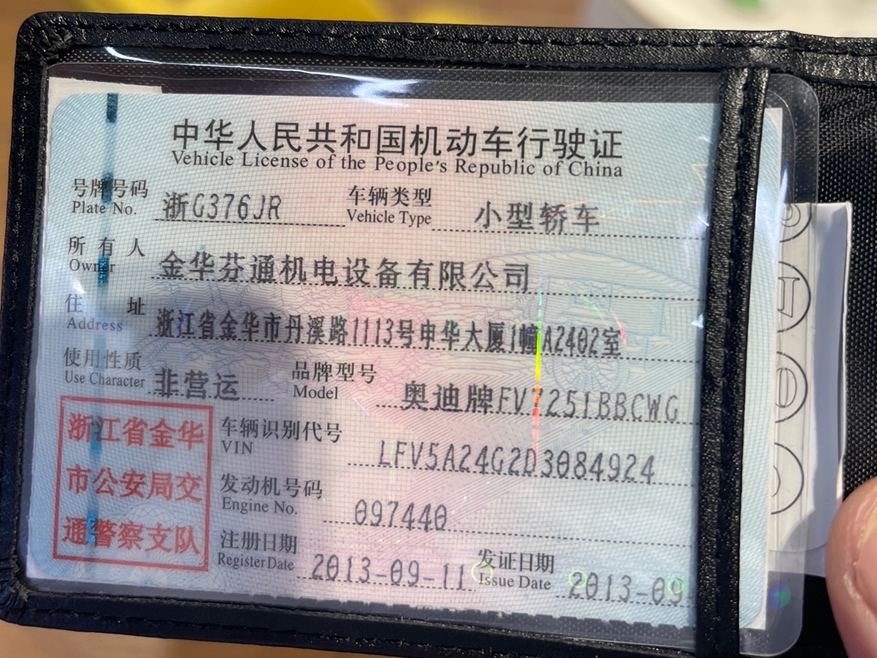 中华人民共和国机动车行驶证
Vehicle License of the People's Republic of China
号牌号码 浙G376JR 车辆类型 小型轿车
Plate No. Vehicle Type
所有人 金华芬通机电设备有限公司
Owner
住址 浙江省金华市丹溪路1113号申华大厦1幢A2402室
Address
使用性质 非营运 品牌型号 奥迪牌FV7251BBCWG
Use Character Model
浙江省金华
市公安局交
通警察支队
车辆识别代号 LFV5A24G2D3084924
VIN
发动机号码 097440
Engine No.
注册日期 2013-09-11 发证日期 2013-09
Register Date Issue Date